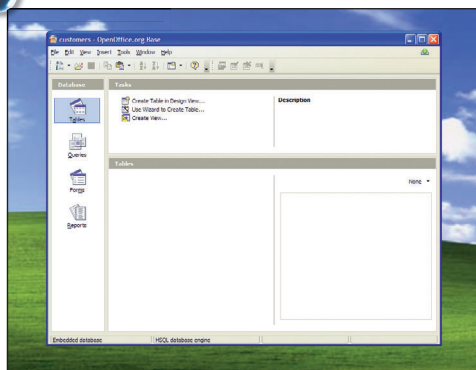 customers - OpenOffice.org Base
File Edit View Insert Tools Window Help
Database
Tasks
Tables
Queries
Forms
Reports
Create Table in Design View...
Use Wizard to Create Table...
Create View...
Description
Tables
None
Embedded database
HSQL database engine